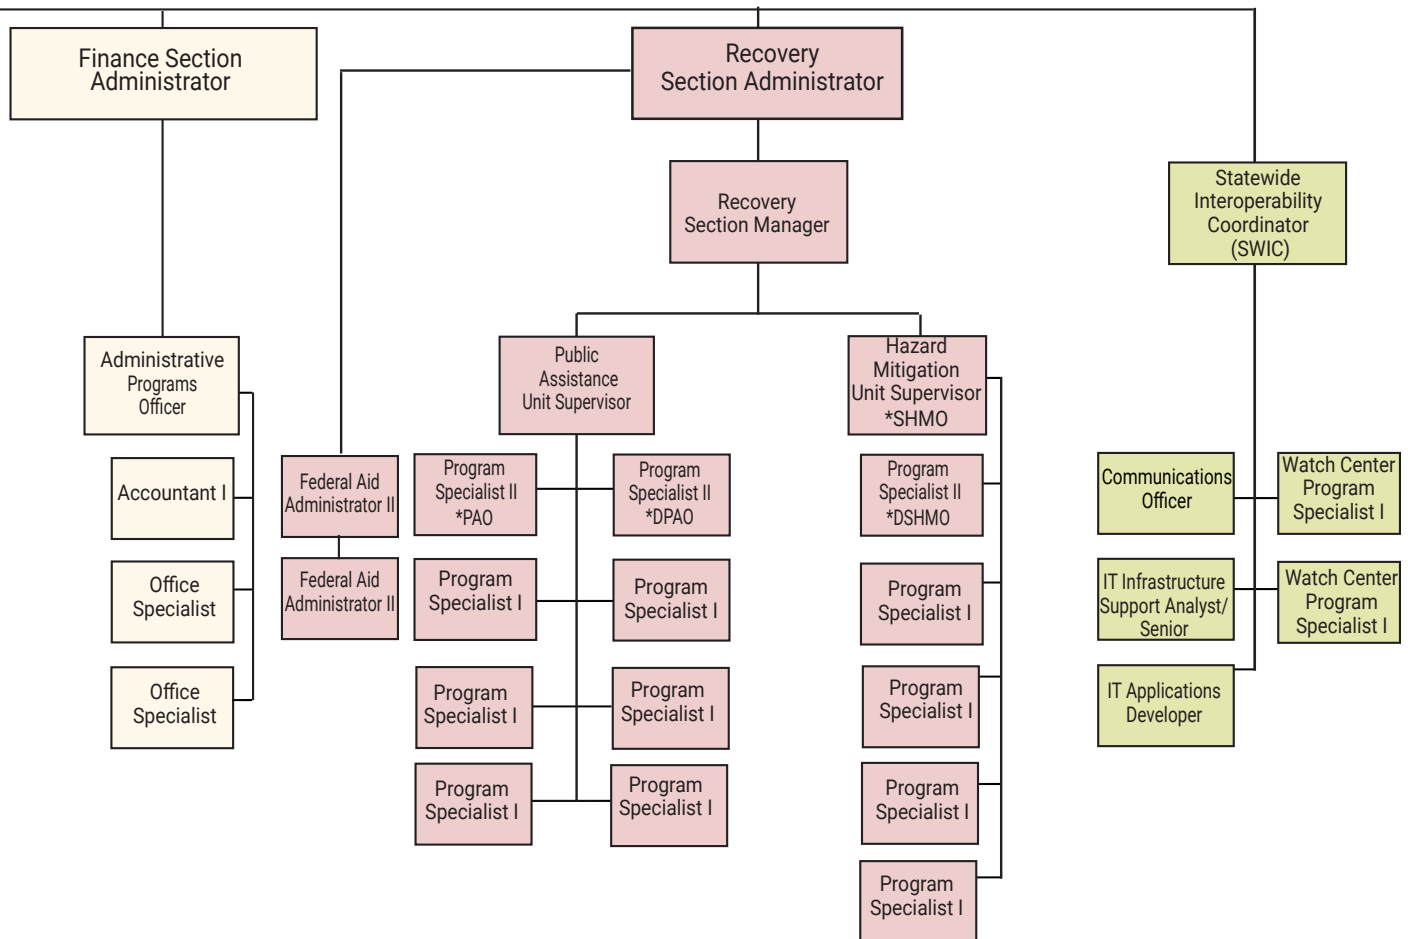 Finance Section
Administrator
Recovery
Section Administrator
Recovery
Section Manager
Statewide
Interoperability
Coordinator
(SWIC)
Administrative
Programs
Officer
Accountant I
Office
Specialist
Office
Specialist
Federal Aid
Administrator II
Federal Aid
Administrator II
Public
Assistance
Unit Supervisor
Program
Specialist II
*PAO
Program
Specialist II
*DPAO
Program
Specialist I
Program
Specialist I
Program
Specialist I
Program
Specialist I
Program
Specialist I
Program
Specialist I
Hazard
Mitigation
Unit Supervisor
*SHMO
Program
Specialist II
*DSHMO
Program
Specialist I
Program
Specialist I
Program
Specialist I
Program
Specialist I
Communications
Officer
Watch Center
Program
Specialist I
IT Infrastructure
Support Analyst/
Senior
Watch Center
Program
Specialist I
IT Applications
Developer